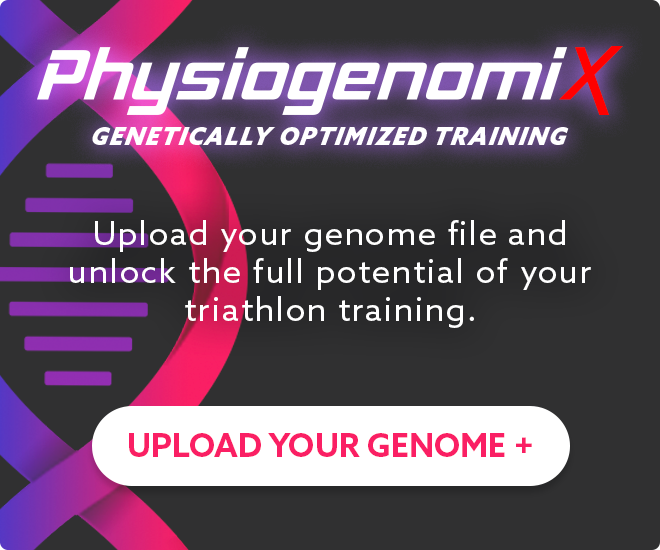 PhysiogenomiX
GENETICALLY OPTIMIZED TRAINING
Upload your genome file and
unlock the full potential of your
triathlon training.
UPLOAD YOUR GENOME +